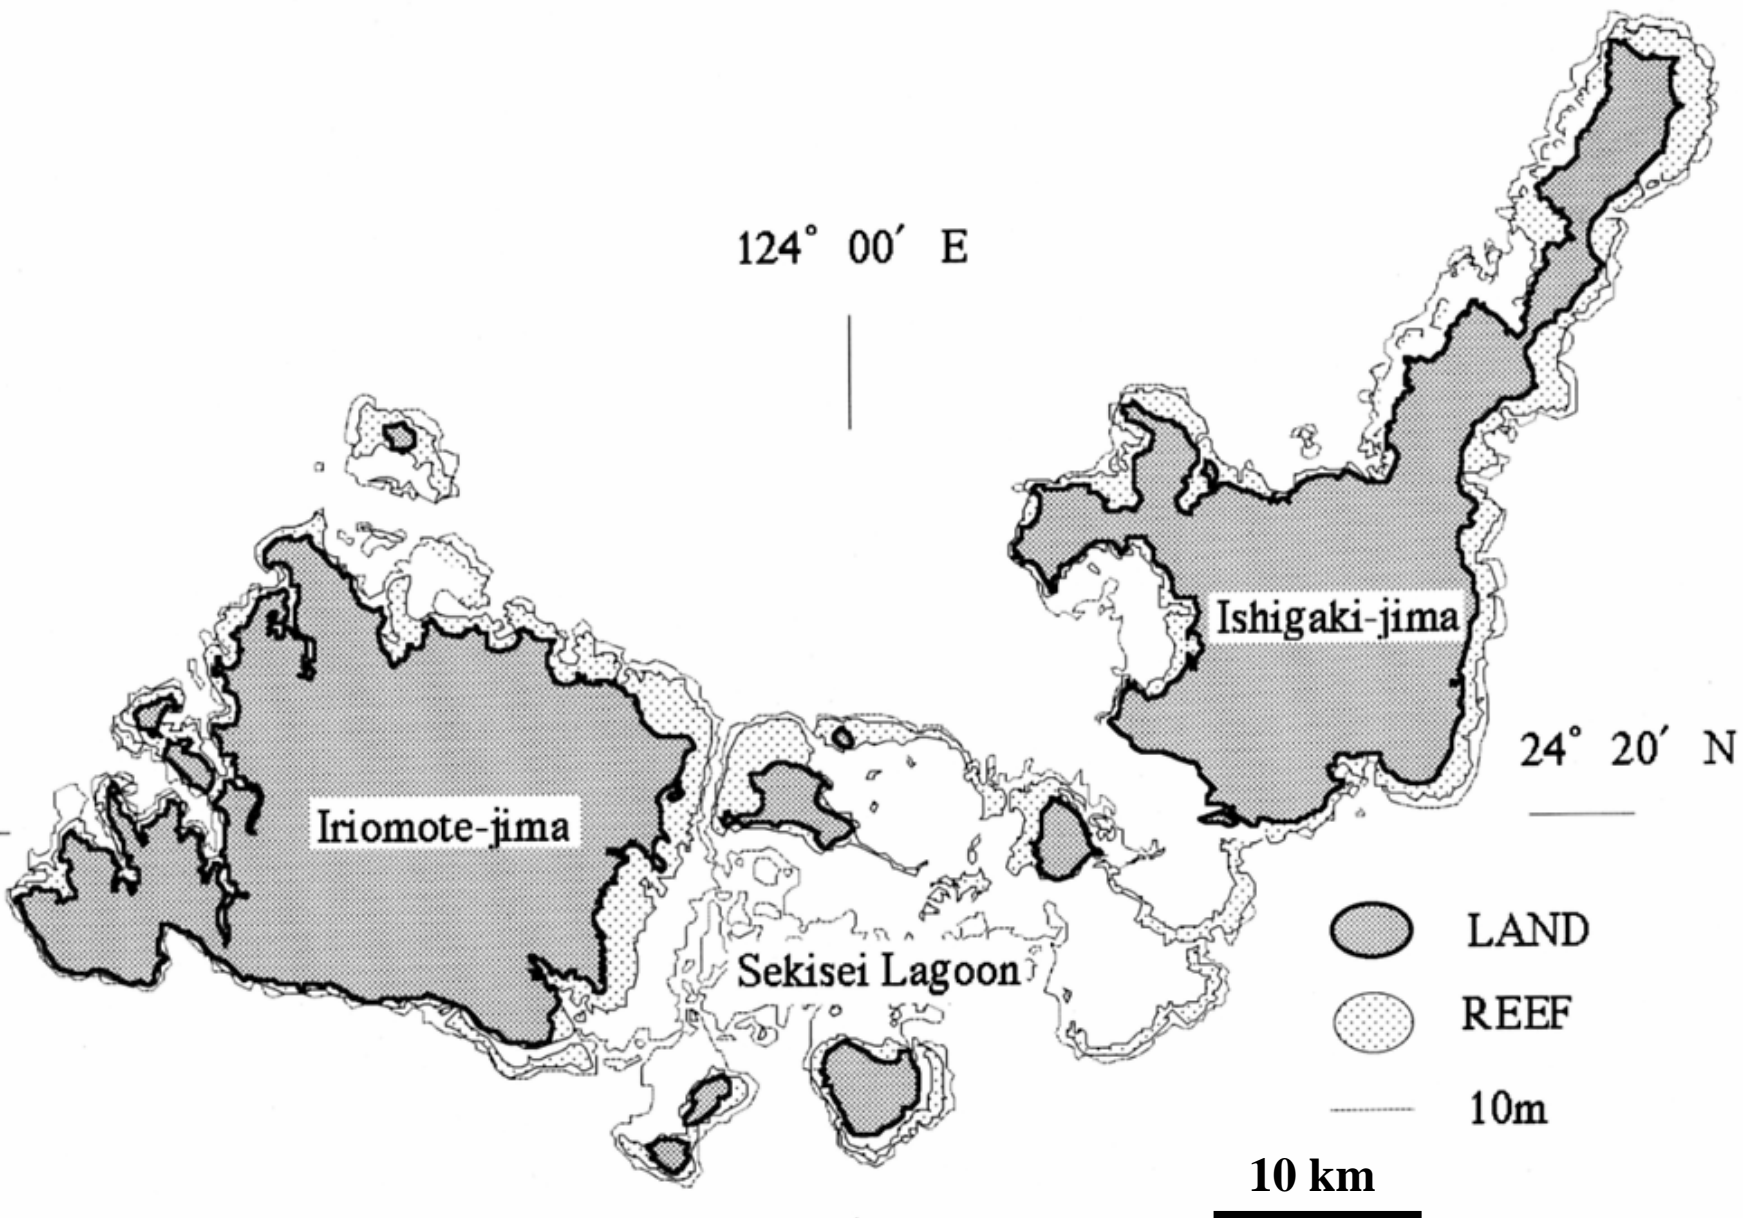 124° 00′ E
Ishigaki-jima
24° 20′ N
Iriomote-jima
LAND
Sekisei Lagoon
REEF
10m
10 km